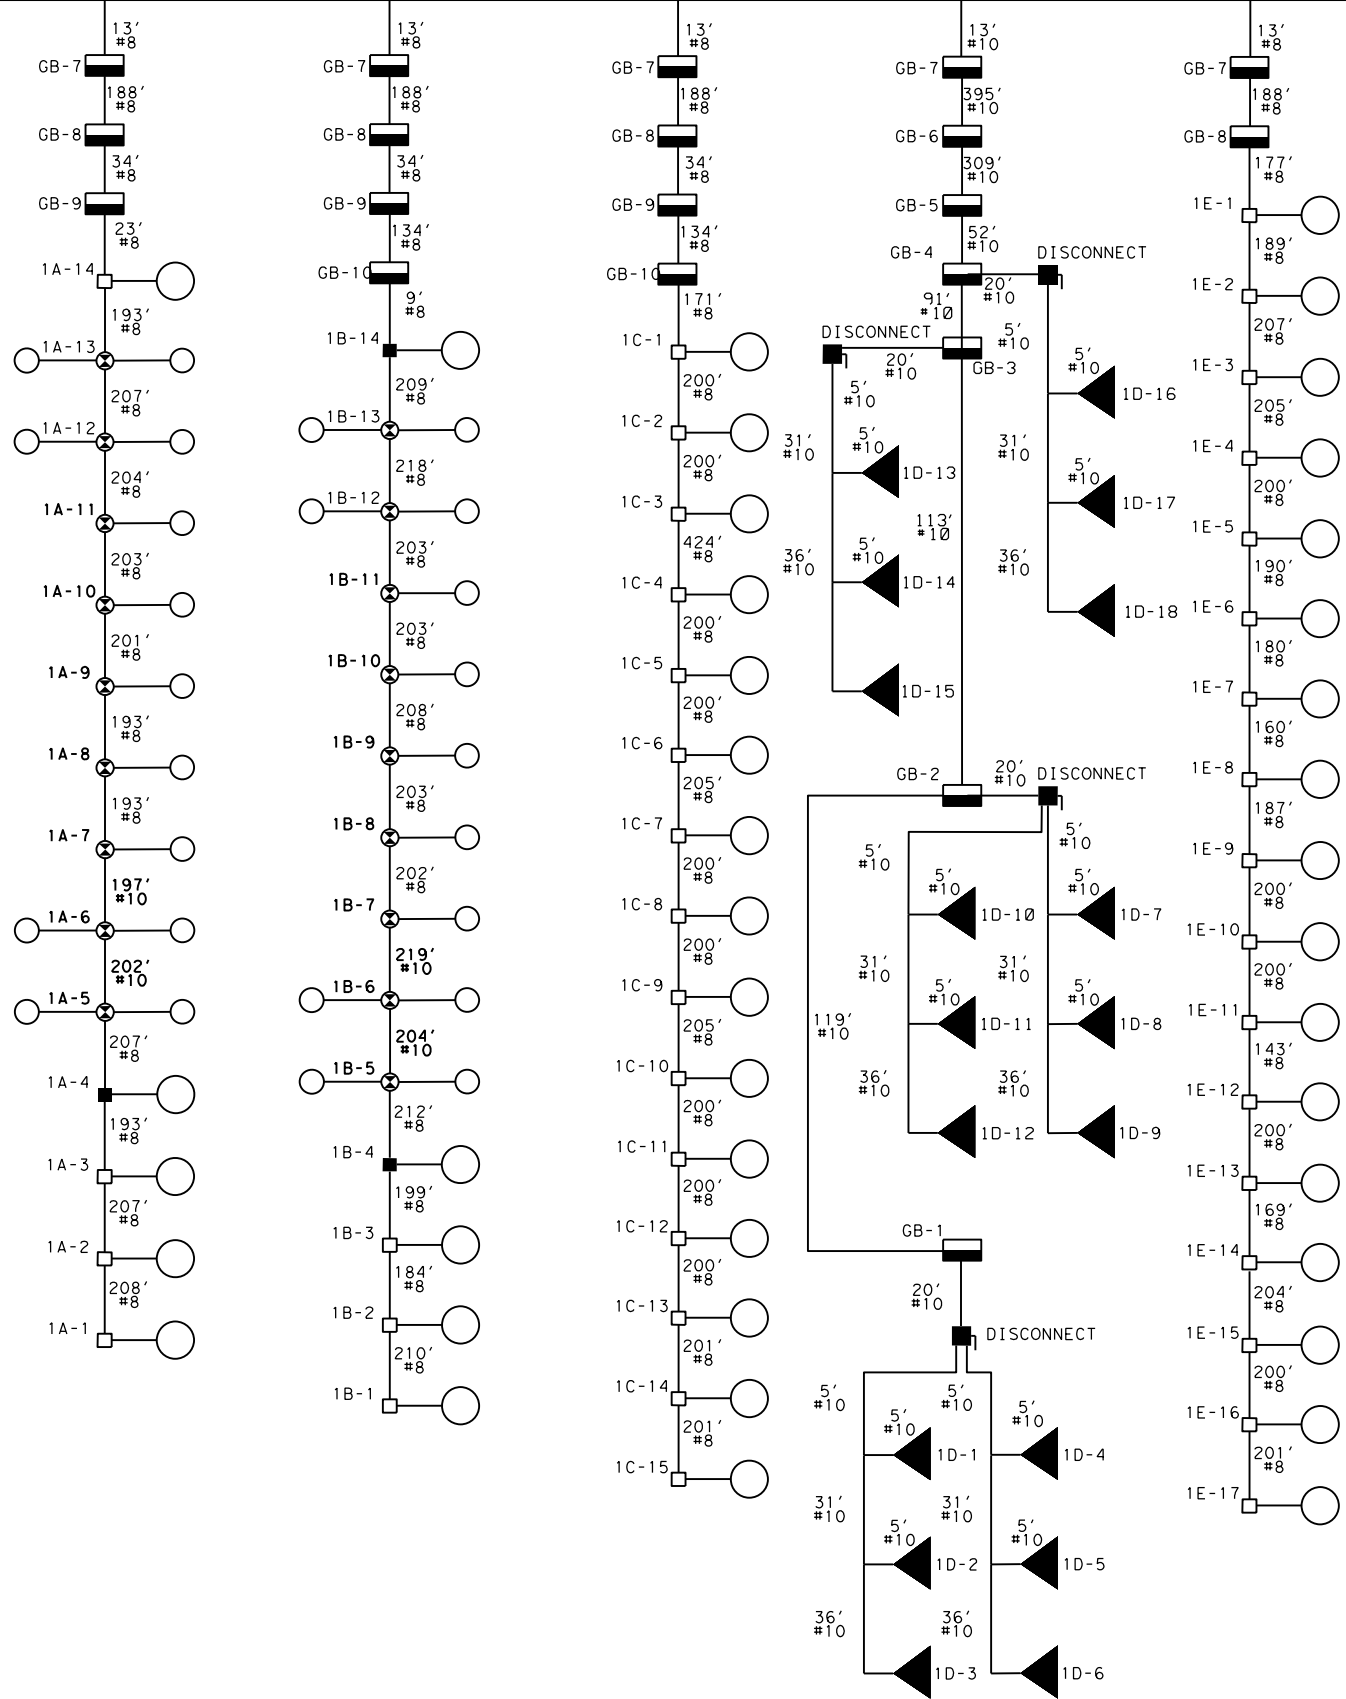 13'
#8
GB-7
188'
#8
GB-8
34'
#8
GB-9
23'
#8
1A-14
193'
#8
1A-13
207'
#8
1A-12
204'
#8
1A-11
203'
#8
1A-10
201'
#8
1A-9
193'
#8
1A-8
193'
#8
1A-7
197'
#10
1A-6
202'
#10
1A-5
207'
#8
1A-4
193'
#8
1A-3
207'
#8
1A-2
208'
#8
1A-1
13'
#8
GB-7
188'
#8
GB-8
34'
#8
GB-9
134'
#8
GB-10
9'
#8
1B-14
209'
#8
1B-13
218'
#8
1B-12
203'
#8
1B-11
203'
#8
1B-10
208'
#8
1B-9
203'
#8
1B-8
202'
#8
1B-7
219'
#10
1B-6
204'
#10
1B-5
212'
#8
1B-4
199'
#8
1B-3
184'
#8
1B-2
210'
#8
1B-1
13'
#8
GB-7
188'
#8
GB-8
34'
#8
GB-9
134'
#8
GB-10
171'
#8
1C-1
200'
#8
1C-2
200'
#8
1C-3
424'
#8
1C-4
200'
#8
1C-5
200'
#8
1C-6
205'
#8
1C-7
200'
#8
1C-8
200'
#8
1C-9
205'
#8
1C-10
200'
#8
1C-11
200'
#8
1C-12
200'
#8
1C-13
201'
#8
1C-14
201'
#8
1C-15
13'
#10
GB-7
395'
#10
GB-6
309'
#10
GB-5
52'
#10
GB-4
20'
#10
DISCONNECT
5'
#10
5'
#10
1D-16
31'
#10
5'
#10
1D-17
36'
#10
1D-18
91'
#10
GB-3
20'
#10
DISCONNECT
5'
#10
5'
#10
1D-13
31'
#10
5'
#10
1D-14
36'
#10
1D-15
113'
#10
GB-2
20'
#10
DISCONNECT
5'
#10
5'
#10
5'
#10
1D-10
5'
#10
1D-7
31'
#10
31'
#10
5'
#10
1D-11
5'
#10
1D-8
36'
#10
36'
#10
1D-12
1D-9
119'
#10
GB-1
20'
#10
DISCONNECT
5'
#10
5'
#10
5'
#10
1D-1
5'
#10
1D-4
31'
#10
31'
#10
5'
#10
1D-2
5'
#10
1D-5
36'
#10
36'
#10
1D-3
1D-6
13'
#8
GB-7
188'
#8
GB-8
177'
#8
1E-1
189'
#8
1E-2
207'
#8
1E-3
205'
#8
1E-4
200'
#8
1E-5
190'
#8
1E-6
180'
#8
1E-7
160'
#8
1E-8
187'
#8
1E-9
200'
#8
1E-10
200'
#8
1E-11
143'
#8
1E-12
200'
#8
1E-13
169'
#8
1E-14
204'
#8
1E-15
200'
#8
1E-16
201'
#8
1E-17